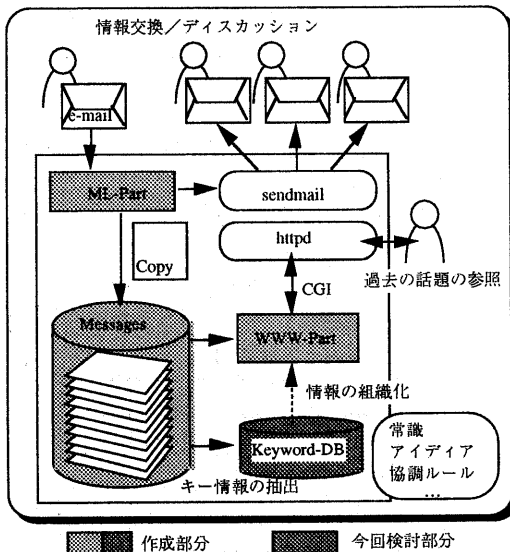 情報交換／ディスカッション
e-mail
ML-Part
sendmail
httpd
Copy
CGI
過去の話題の参照
Messages
WWW-Part
情報の組織化
Keyword-DB
キー情報の抽出
常識
アイディア
協調ルール
…
作成部分
今回検討部分